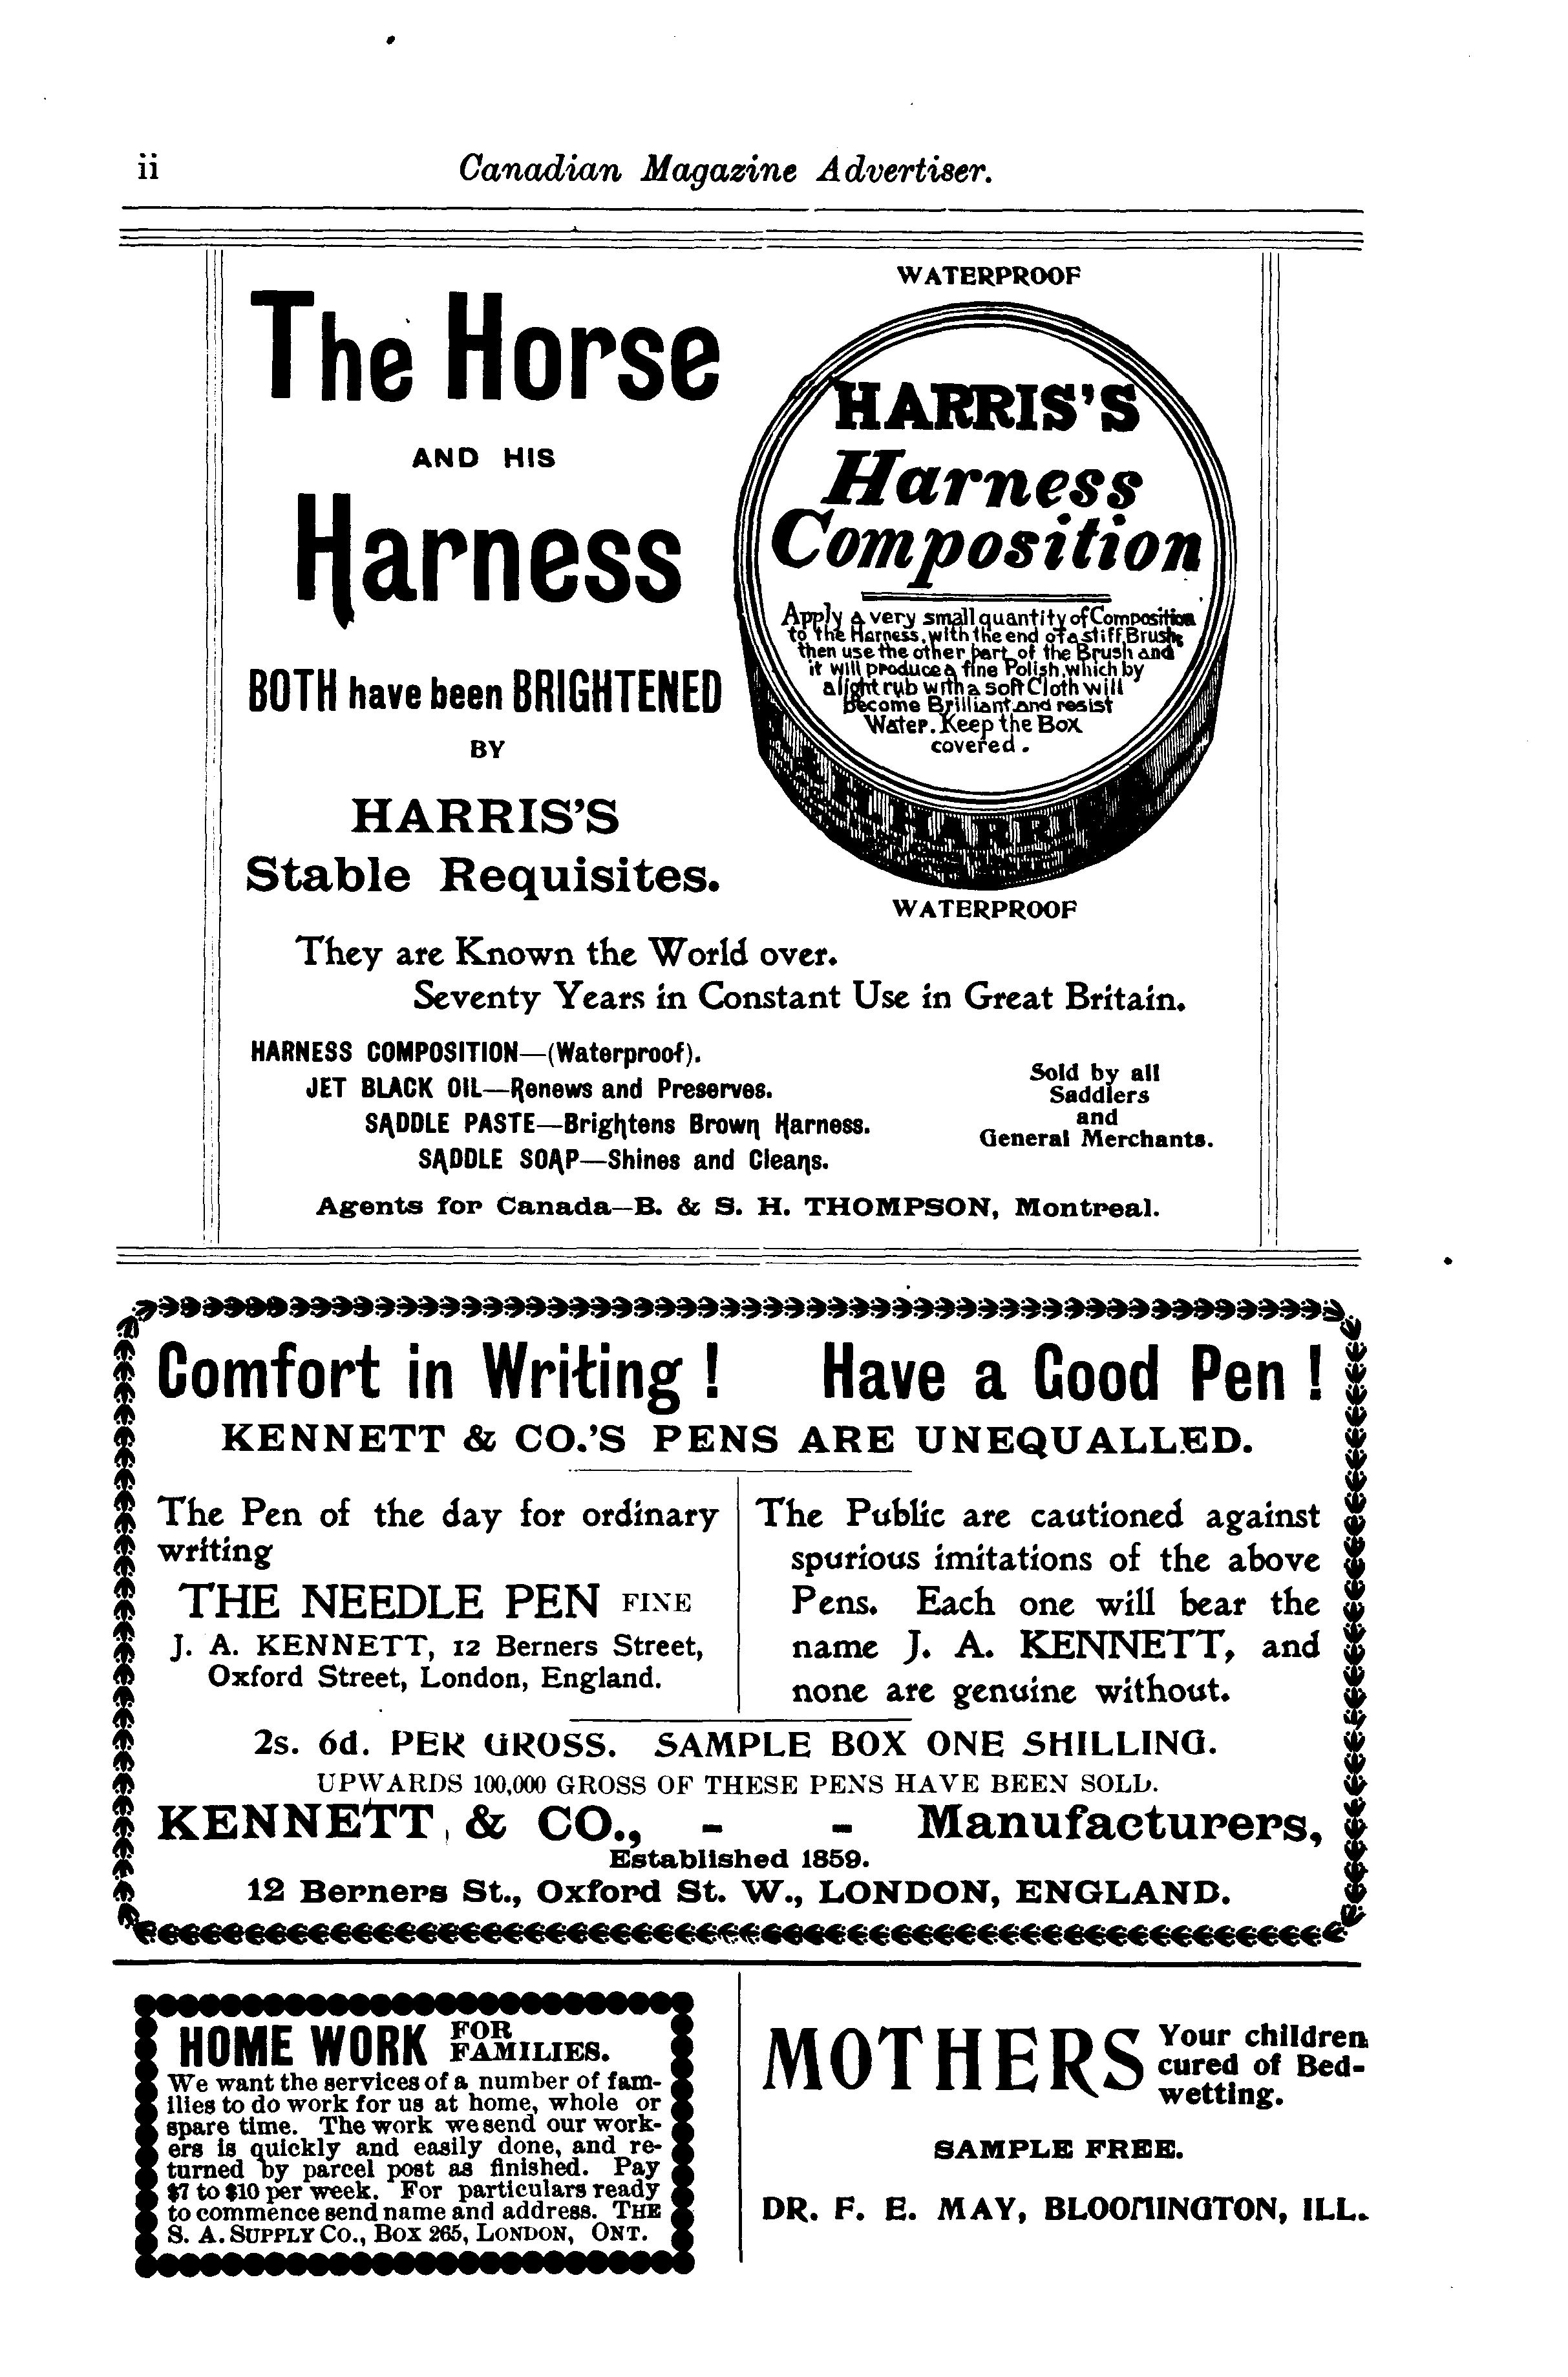 ii
Canadian Magazine Advertiser.
The Horse
AND HIS
Harness
BOTH have been BRIGHTENED
BY
HARRIS'S
Stable Requisites.
WATERPROOF
HARRIS'S
Harness
Composition
Apply a very small quantity of Composition
to the Harness, with the end of a stiff Brush
then use the other part of the Brush and
it will produce a fine Polish, which by
a light rub with a soft Cloth will
become Brilliant and resist
Water. Keep the Box
covered.
HARRIS
WATERPROOF
They are Known the World over.
Seventy Years in Constant Use in Great Britain.
HARNESS COMPOSITION—(Waterproof).
JET BLACK OIL—Renews and Preserves.
SADDLE PASTE—Brightens Brown Harness.
SADDLE SOAP—Shines and Cleans.
Sold by all
Saddlers
and
General Merchants.
Agents for Canada—B. & S. H. THOMPSON, Montreal.
Comfort in Writing! Have a Good Pen!
KENNETT & CO.'S PENS ARE UNEQUALLED.
The Pen of the day for ordinary
writing
THE NEEDLE PEN FINE
J. A. KENNETT, 12 Berners Street,
Oxford Street, London, England.
The Public are cautioned against
spurious imitations of the above
Pens. Each one will bear the
name J. A. KENNETT, and
none are genuine without.
2s. 6d. PER GROSS. SAMPLE BOX ONE SHILLING.
UPWARDS 100,000 GROSS OF THESE PENS HAVE BEEN SOLD.
KENNETT & CO., - - Manufacturers,
Established 1859.
12 Berners St., Oxford St. W., LONDON, ENGLAND.
HOME WORK FOR FAMILIES.
We want the services of a number of fam-
ilies to do work for us at home, whole or
spare time. The work we send our work-
ers is quickly and easily done, and re-
turned by parcel post as finished. Pay
$7 to $10 per week. For particulars ready
to commence send name and address. THE
S. A. SUPPLY CO., BOX 265, LONDON, ONT.
MOTHERS Your children
cured of Bed-
wetting.
SAMPLE FREE.
DR. F. E. MAY, BLOOMINGTON, ILL.